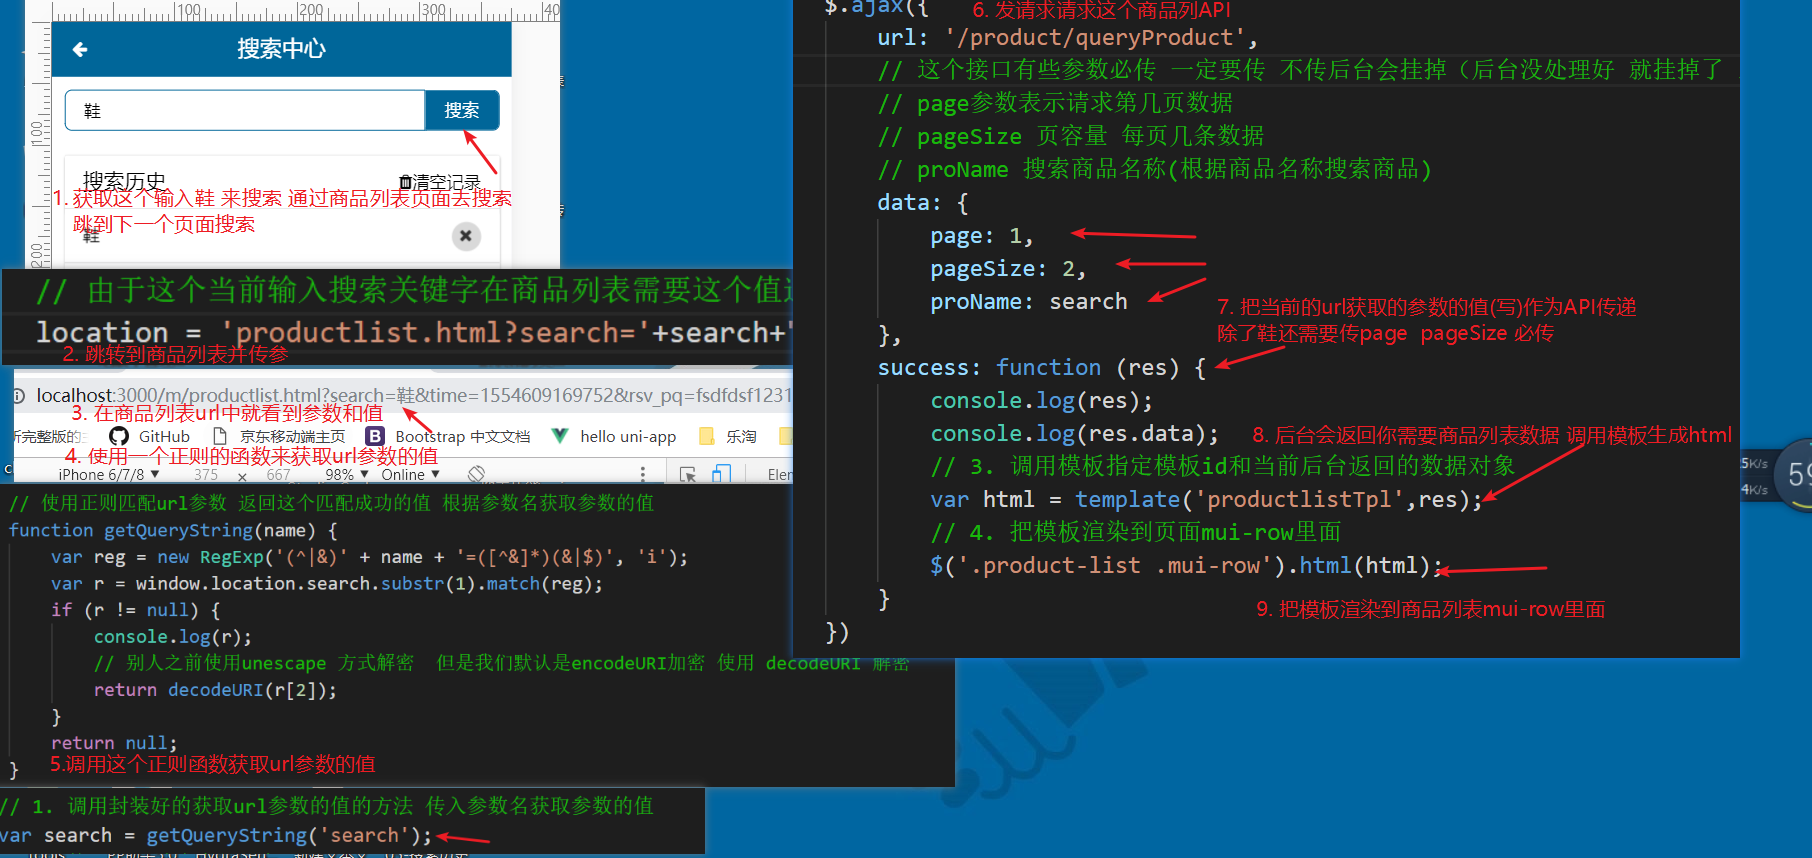 100
200
300
搜索中心
鞋
搜索
100
搜索历史
清空记录
1. 获取这个输入鞋 来搜索 通过商品列表页面去搜索
跳到下一个页面搜索
鞋
200
// 由于这个当前输入搜索关键字在商品列表需要这个值
location = 'productlist.html?search='+search+'
2. 跳转到商品列表并传参
localhost:3000/m/productlist.html?search=鞋&time=1554609169752&rsv_pq=fsdfdsf1231
3. 在商品列表url中就看到参数和值
GitHub
京东移动端主页
Bootstrap 中文文档
hello uni-app
乐淘
4. 使用一个正则的函数来获取url参数的值
iPhone 6/7/8 ▼ 375 × 667 98% ▼ Online ▼
Elen
// 使用正则匹配url参数 返回这个匹配成功的值 根据参数名获取参数的值
function getQueryString(name) {
var reg = new RegExp('(^|&)' + name + '=([^&]*)(&|$)', 'i');
var r = window.location.search.substr(1).match(reg);
if (r != null) {
console.log(r);
// 别人之前使用unescape 方式解密 但是我们默认是encodeURI加密 使用 decodeURI 解密
return decodeURI(r[2]);
}
return null;
}
5.调用这个正则函数获取url参数的值
// 1. 调用封装好的获取url参数的值的方法 传入参数名获取参数的值
var search = getQueryString('search');
$.ajax({
6. 发请求请求这个商品列API
url: '/product/queryProduct',
// 这个接口有些参数必传 一定要传 不传后台会挂掉（后台没处理好 就挂掉了
// page参数表示请求第几页数据
// pageSize 页容量 每页几条数据
// proName 搜索商品名称(根据商品名称搜索商品)
data: {
page: 1,
pageSize: 2,
proName: search
7. 把当前的url获取的参数的值(写)作为API传递
除了鞋还需要传page pageSize 必传
},
success: function (res) {
console.log(res);
console.log(res.data);
8. 后台会返回你需要商品列表数据 调用模板生成html
// 3. 调用模板指定模板id和当前后台返回的数据对象
var html = template('productlistTpl',res);
// 4. 把模板渲染到页面mui-row里面
$('.product-list .mui-row').html(html);
}
9. 把模板渲染到商品列表mui-row里面
})
5K/s
4K/s